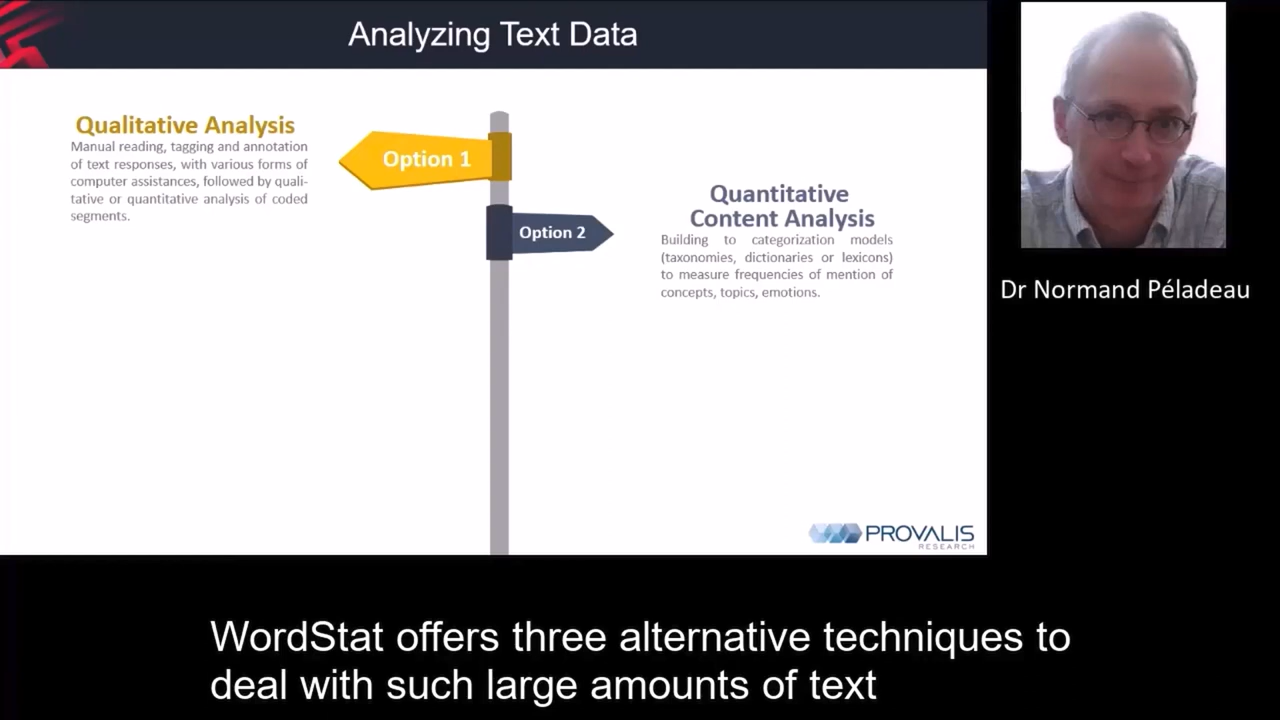 Analyzing Text Data
Qualitative Analysis
Manual reading, tagging and annotation
of text responses, with various forms of
computer assistances, followed by quali-
tative or quantitative analysis of coded
segments.
Option 1
Option 2
Quantitative
Content Analysis
Building to categorization models
(taxonomies, dictionaries or lexicons)
to measure frequencies of mention of
concepts, topics, emotions.
PROVALIS
RESEARCH
Dr Normand Péladeau
WordStat offers three alternative techniques to
deal with such large amounts of text